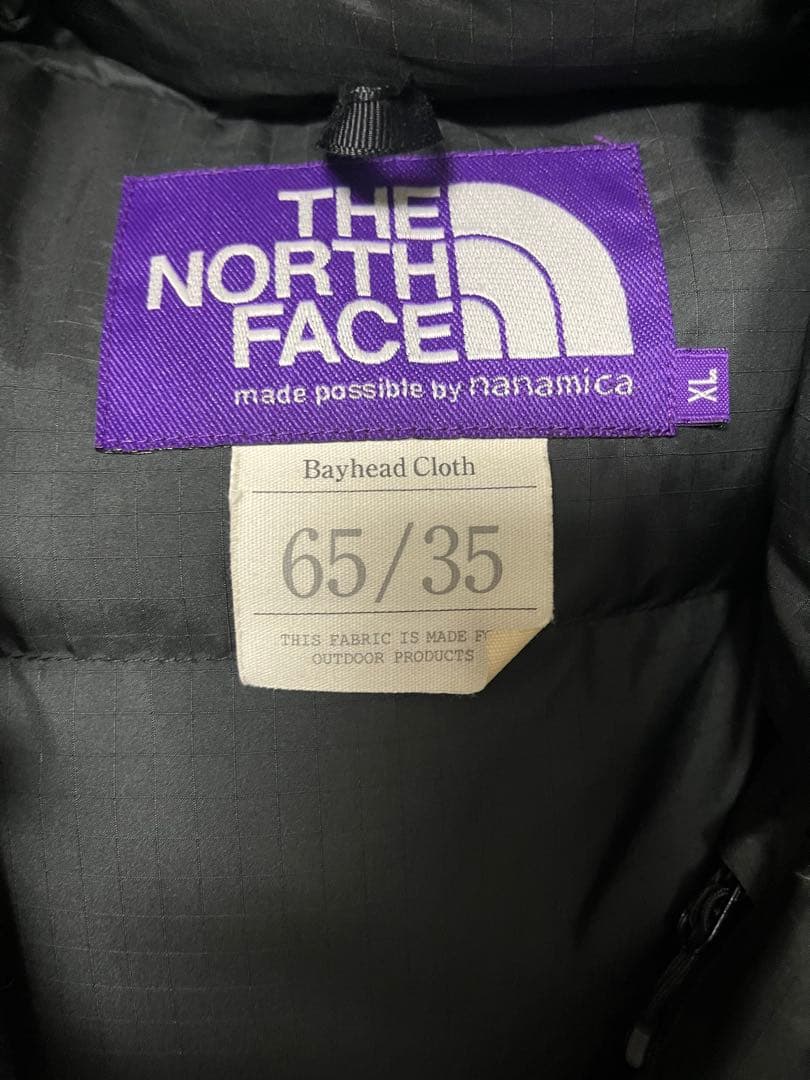 THE
NORTH
FACE
made possible by nanamica
XL
Bayhead Cloth
65/35
THIS FABRIC IS MADE
OUTDOOR PRODUCTS